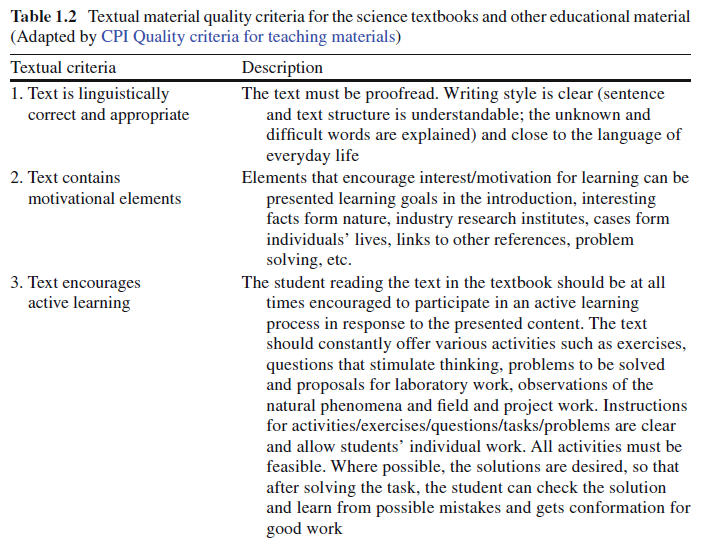 Table 1.2 Textual material quality criteria for the science textbooks and other educational material
(Adapted by CPI Quality criteria for teaching materials)
Textual criteria Description
1. Text is linguistically The text must be proofread. Writing style is clear (sentence
correct and appropriate and text structure is understandable; the unknown and
difficult words are explained) and close to the language of
everyday life
2. Text contains Elements that encourage interest/motivation for learning can be
motivational elements presented learning goals in the introduction, interesting
facts form nature, industry research institutes, cases form
individuals' lives, links to other references, problem
solving, etc.
3. Text encourages The student reading the text in the textbook should be at all
active learning times encouraged to participate in an active learning
process in response to the presented content. The text
should constantly offer various activities such as exercises,
questions that stimulate thinking, problems to be solved
and proposals for laboratory work, observations of the
natural phenomena and field and project work. Instructions
for activities/exercises/questions/tasks/problems are clear
and allow students' individual work. All activities must be
feasible. Where possible, the solutions are desired, so that
after solving the task, the student can check the solution
and learn from possible mistakes and gets conformation for
good work